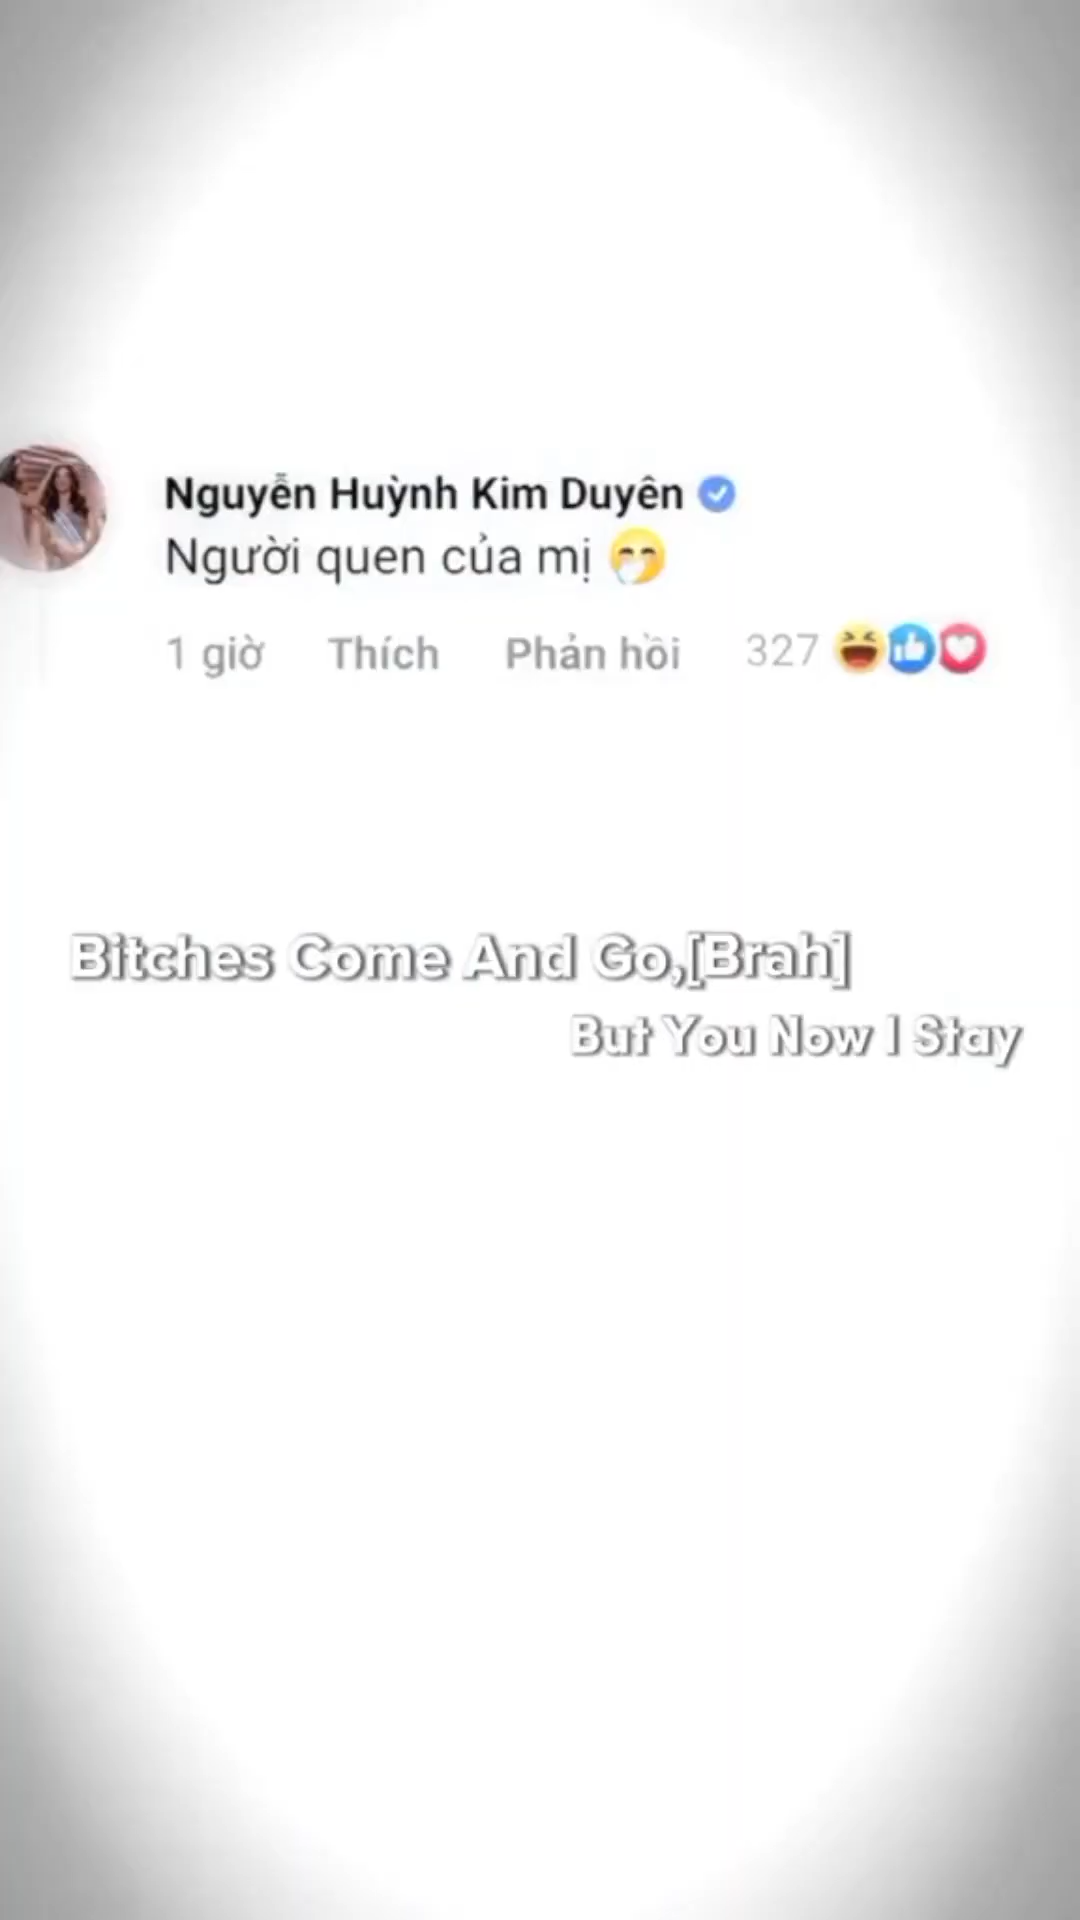 Nguyễn Huỳnh Kim Duyên
Người quen của mị 🤭
1 giờ Thích Phản hồi 327
Bitches Come And Go,[Brah]
But You Now I Stay